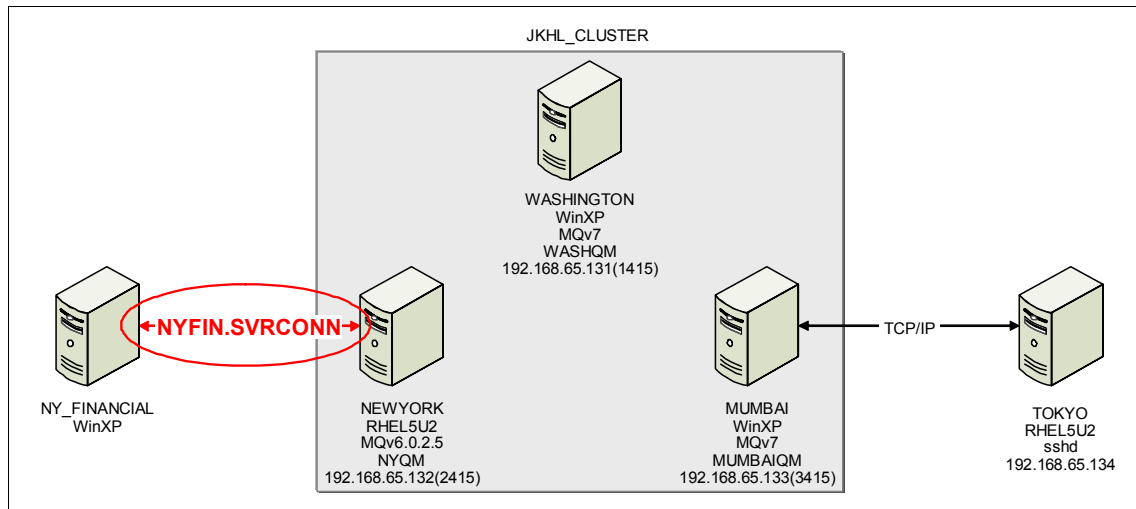 JKHL_CLUSTER
WASHINGTON
WinXP
MQv7
WASHQM
192.168.65.131(1415)
NYFIN.SVRCONN
TCP/IP
NY_FINANCIAL
WinXP
NEWYORK
RHEL5U2
MQv6.0.2.5
NYQM
192.168.65.132(2415)
MUMBAI
WinXP
MQv7
MUMBAIQM
192.168.65.133(3415)
TOKYO
RHEL5U2
sshd
192.168.65.134